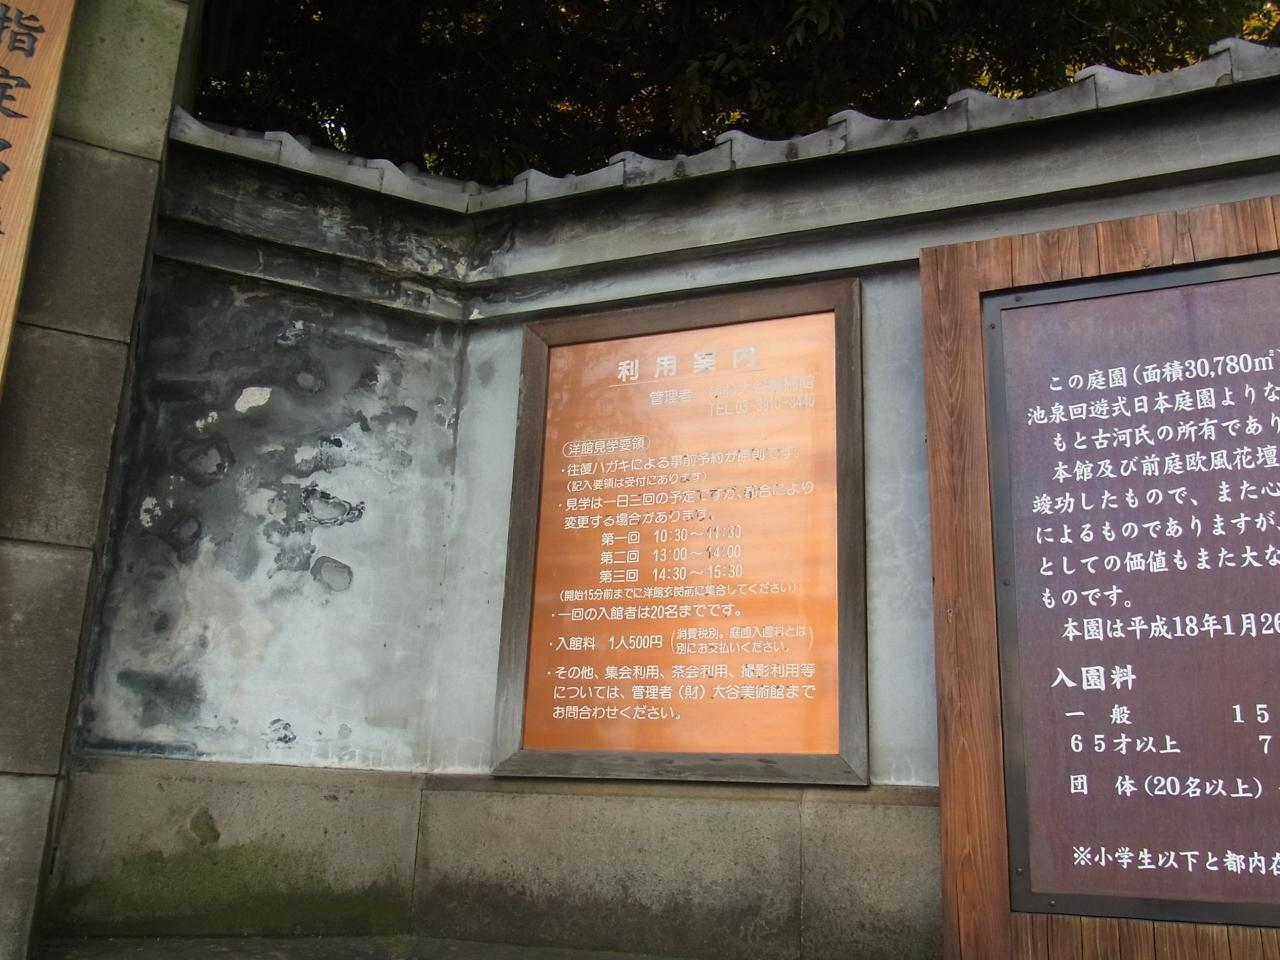 指定名
利用案内
管理者 (財)大谷美術館
TEL 03-3910-8440
洋館見学要領
・往復ハガキによる事前予約が原則です。
(記入要領は受付にあります)
・見学は一日三回の予定ですが、都合により
変更する場合があります。
第一回 10:30～11:30
第二回 13:00～14:00
第三回 14:30～15:30
(開始15分前までに洋館玄関前に集合してください)
・一回の入館者は20名までです。
・入館料 1人500円(消費税別。庭園入園料とは
別にお支払いください。)
・その他、集会利用、茶会利用、撮影利用等
については、管理者(財)大谷美術館まで
お問合わせください。
この庭園(面積30,780㎡)
池泉回遊式日本庭園よりな
もと古河氏の所有であり
本館及び前庭欧風花壇
竣功したもので、また心
によるものでありますが
としての価値もまた大な
ものです。
本園は平成18年1月26
入園料
一 般 15
65才以上 7
団 体(20名以上)
※小学生以下と都内在